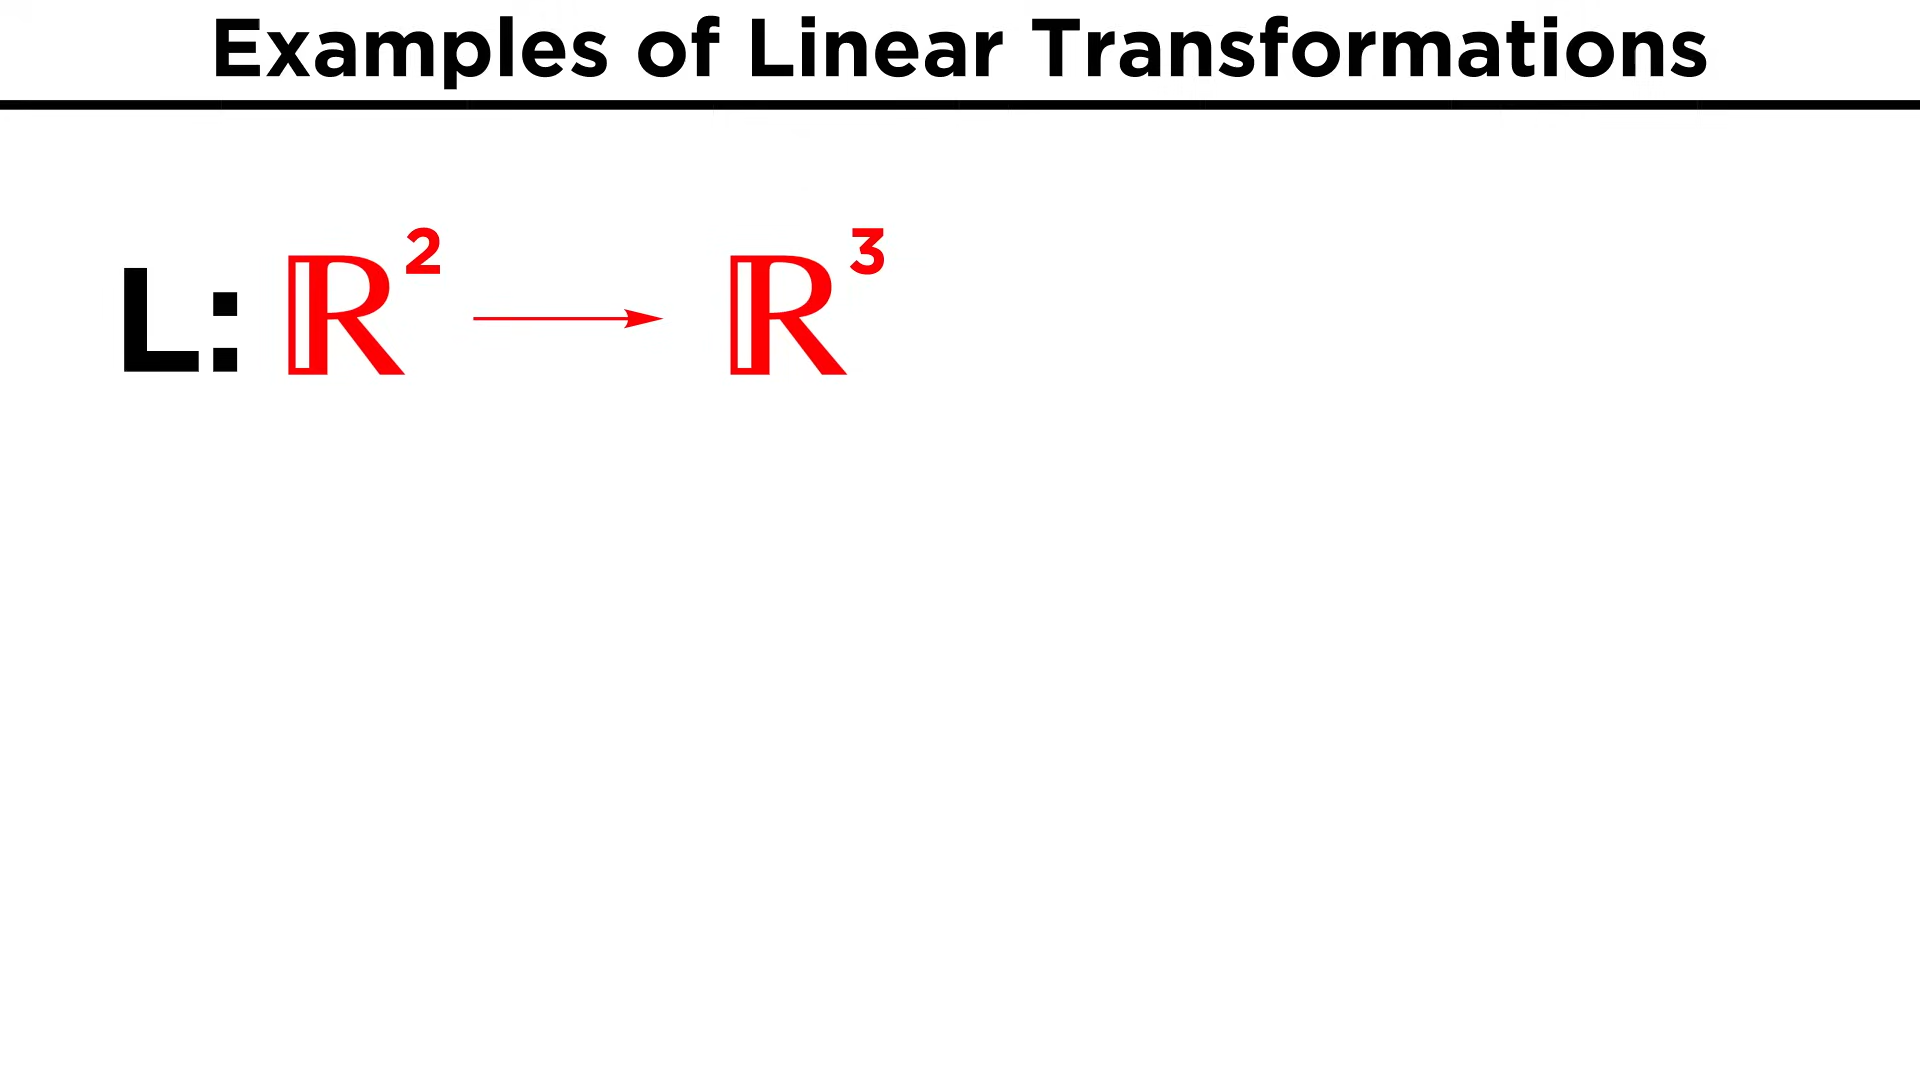 Examples of Linear Transformations
L: ℝ² ⟶ ℝ³